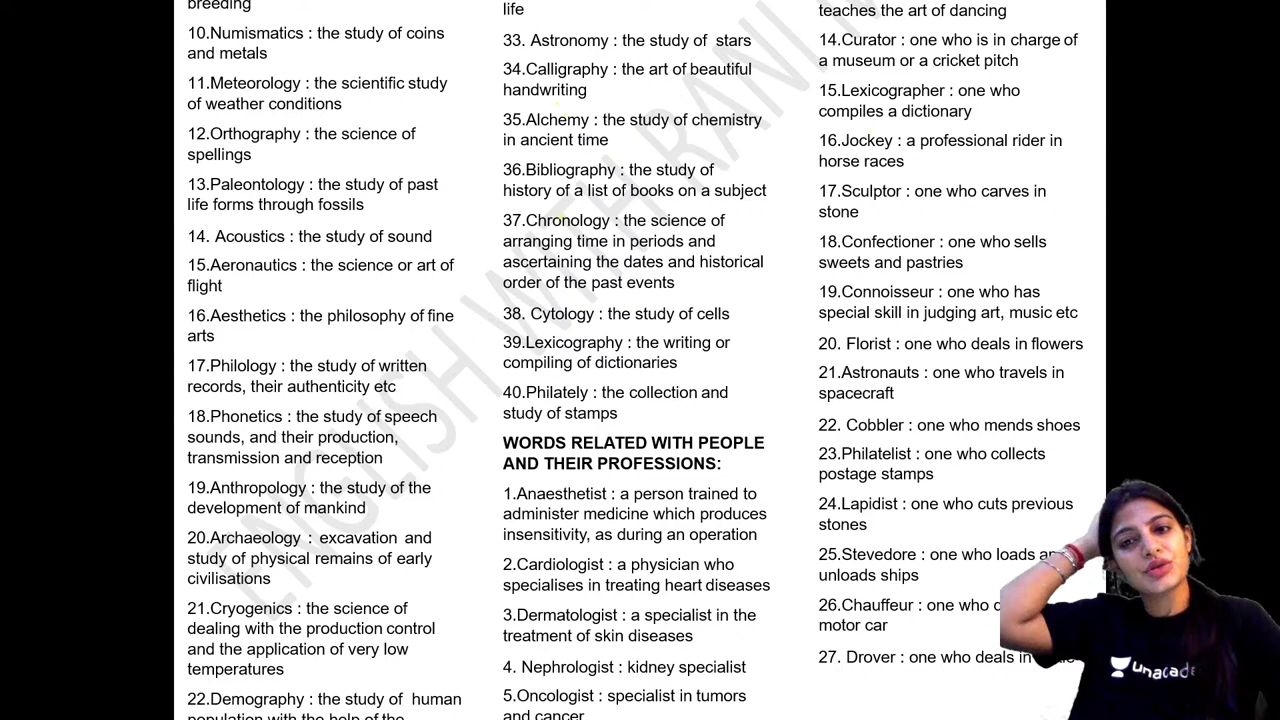 breeding
10.Numismatics : the study of coins
and metals
11.Meteorology : the scientific study
of weather conditions
12.Orthography : the science of
spellings
13.Paleontology : the study of past
life forms through fossils
14. Acoustics : the study of sound
15.Aeronautics : the science or art of
flight
16.Aesthetics : the philosophy of fine
arts
17.Philology : the study of written
records, their authenticity etc
18.Phonetics : the study of speech
sounds, and their production,
transmission and reception
19.Anthropology : the study of the
development of mankind
20.Archaeology : excavation and
study of physical remains of early
civilisations
21.Cryogenics : the science of
dealing with the production control
and the application of very low
temperatures
22.Demography : the study of human
population with the help of the
life
33. Astronomy : the study of stars
34.Calligraphy : the art of beautiful
handwriting
35.Alchemy : the study of chemistry
in ancient time
36.Bibliography : the study of
history of a list of books on a subject
37.Chronology : the science of
arranging time in periods and
ascertaining the dates and historical
order of the past events
38. Cytology : the study of cells
39.Lexicography : the writing or
compiling of dictionaries
40.Philately : the collection and
study of stamps
WORDS RELATED WITH PEOPLE
AND THEIR PROFESSIONS:
1.Anaesthetist : a person trained to
administer medicine which produces
insensitivity, as during an operation
2.Cardiologist : a physician who
specialises in treating heart diseases
3.Dermatologist : a specialist in the
treatment of skin diseases
4. Nephrologist : kidney specialist
5.Oncologist : specialist in tumors
and cancer
teaches the art of dancing
14.Curator : one who is in charge of
a museum or a cricket pitch
15.Lexicographer : one who
compiles a dictionary
16.Jockey : a professional rider in
horse races
17.Sculptor : one who carves in
stone
18.Confectioner : one who sells
sweets and pastries
19.Connoisseur : one who has
special skill in judging art, music etc
20. Florist : one who deals in flowers
21.Astronauts : one who travels in
spacecraft
22. Cobbler : one who mends shoes
23.Philatelist : one who collects
postage stamps
24.Lapidist : one who cuts previous
stones
25.Stevedore : one who loads
unloads ships
26.Chauffeur : one who
motor car
27. Drover : one who deals in
ENGLISH WITH RANI